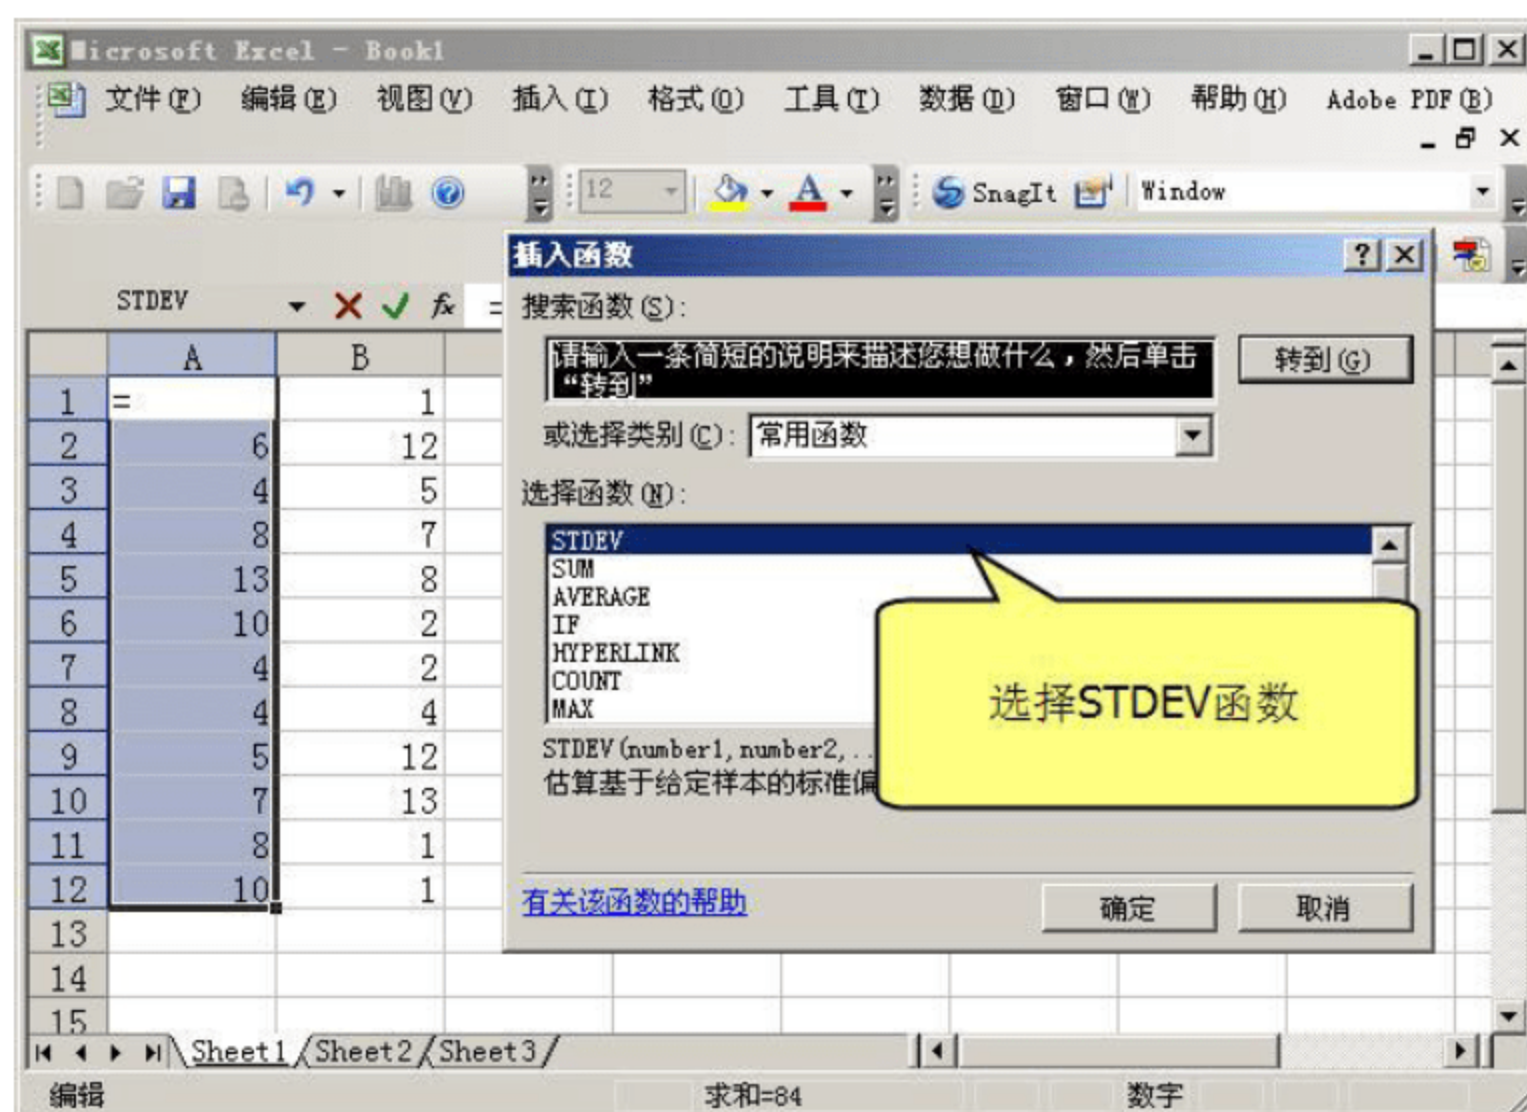 Microsoft Excel - Book1
文件(F) 编辑(E) 视图(V) 插入(I) 格式(O) 工具(T) 数据(D) 窗口(W) 帮助(H) Adobe PDF(B)
12 A SnagIt Window
插入函数
STDEV fx =
搜索函数(S):
请输入一条简短的说明来描述您想做什么，然后单击
“转到”
转到(G)
或选择类别(C): 常用函数
选择函数(N):
STDEV
SUM
AVERAGE
IF
HYPERLINK
COUNT
MAX
选择STDEV函数
STDEV(number1, number2, ..
估算基于给定样本的标准偏
有关该函数的帮助
确定 取消
A B
1 = 1
2 6 12
3 4 5
4 8 7
5 13 8
6 10 2
7 4 2
8 4 4
9 5 12
10 7 13
11 8 1
12 10 1
13
14
15
Sheet1 Sheet2 Sheet3
编辑 求和=84 数字